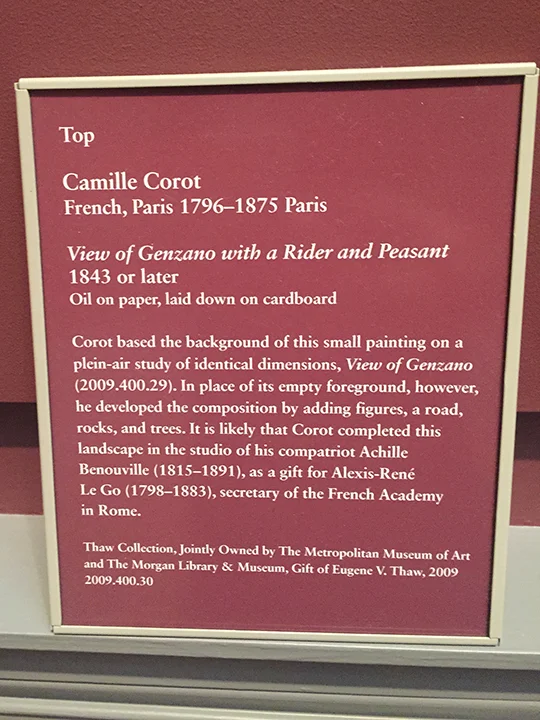 Top
Camille Corot
French, Paris 1796–1875 Paris
View of Genzano with a Rider and Peasant
1843 or later
Oil on paper, laid down on cardboard
Corot based the background of this small painting on a
plein-air study of identical dimensions, View of Genzano
(2009.400.29). In place of its empty foreground, however,
he developed the composition by adding figures, a road,
rocks, and trees. It is likely that Corot completed this
landscape in the studio of his compatriot Achille
Benouville (1815–1891), as a gift for Alexis-René
Le Go (1798–1883), secretary of the French Academy
in Rome.
Thaw Collection, Jointly Owned by The Metropolitan Museum of Art
and The Morgan Library & Museum, Gift of Eugene V. Thaw, 2009
2009.400.30